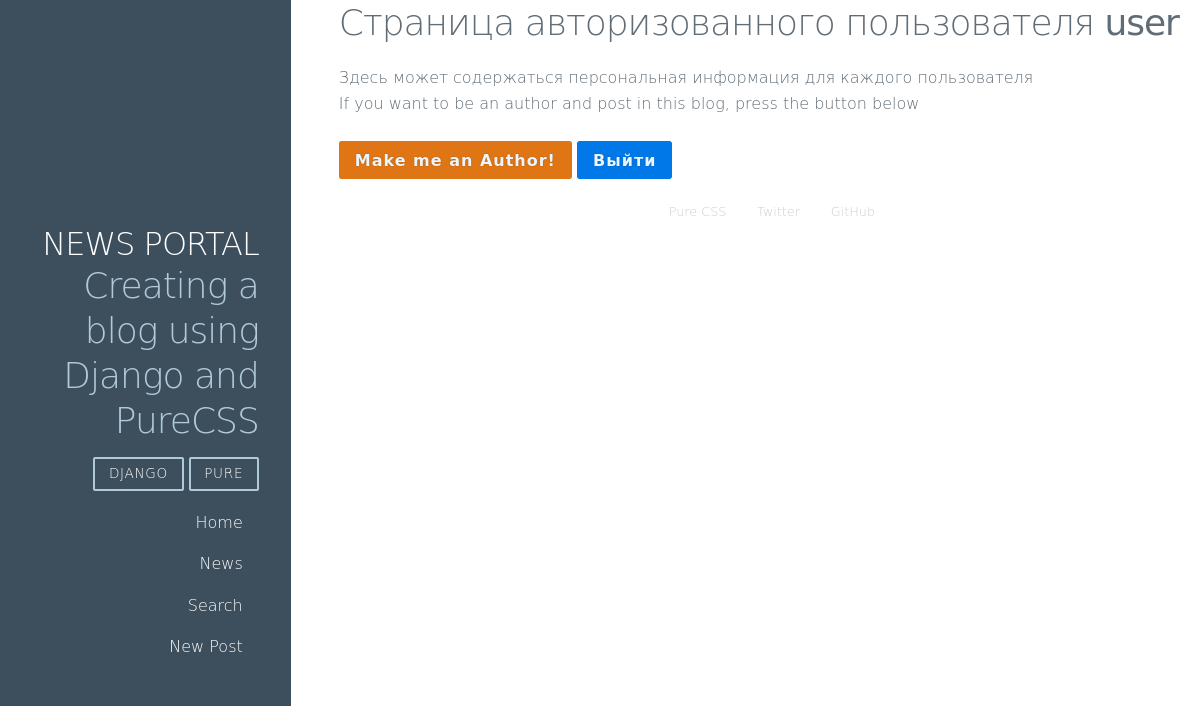 NEWS PORTAL
Creating a
blog using
Django and
PureCSS
DJANGO PURE
Home
News
Search
New Post
Страница авторизованного пользователя user
Здесь может содержаться персональная информация для каждого пользователя
If you want to be an author and post in this blog, press the button below
Make me an Author! Выйти
Pure CSS Twitter GitHub